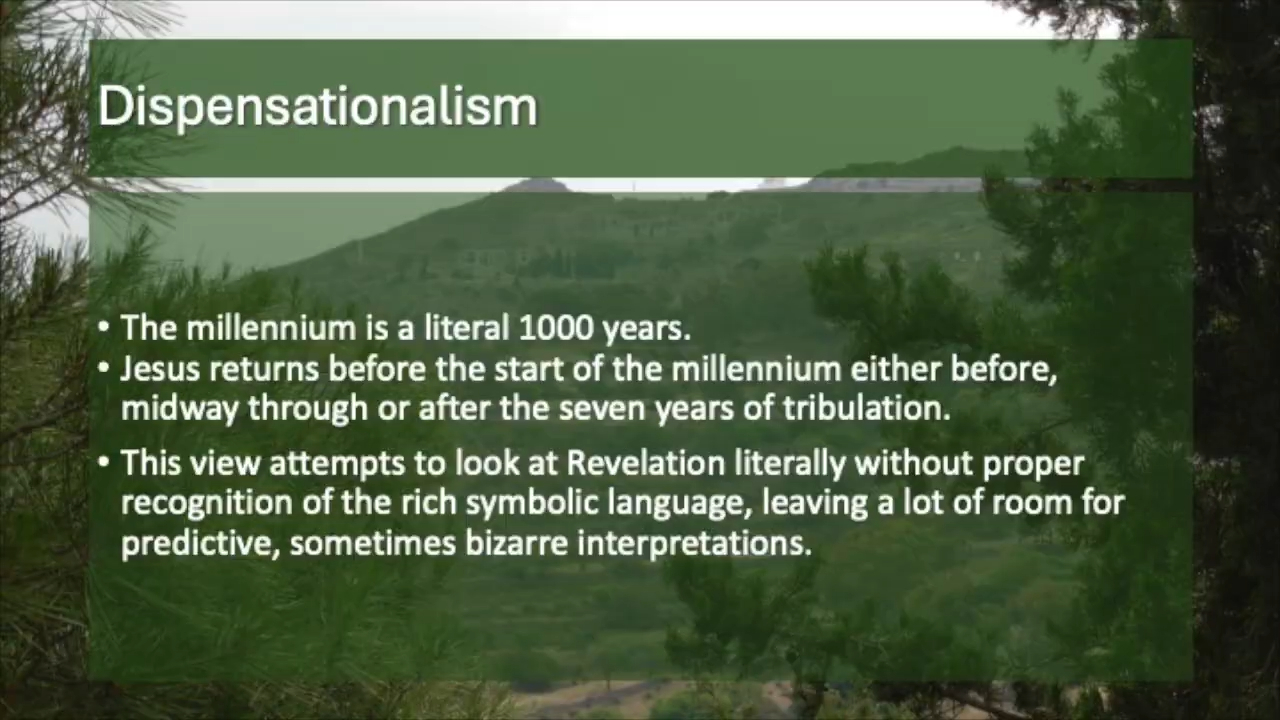 Dispensationalism
• The millennium is a literal 1000 years.
• Jesus returns before the start of the millennium either before,
midway through or after the seven years of tribulation.
• This view attempts to look at Revelation literally without proper
recognition of the rich symbolic language, leaving a lot of room for
predictive, sometimes bizarre interpretations.